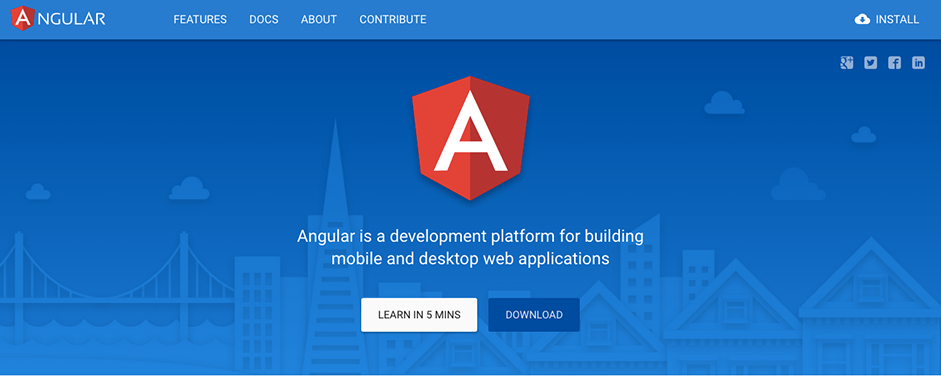 ANGULAR
FEATURES DOCS ABOUT CONTRIBUTE INSTALL
A
Angular is a development platform for building
mobile and desktop web applications
LEARN IN 5 MINS DOWNLOAD